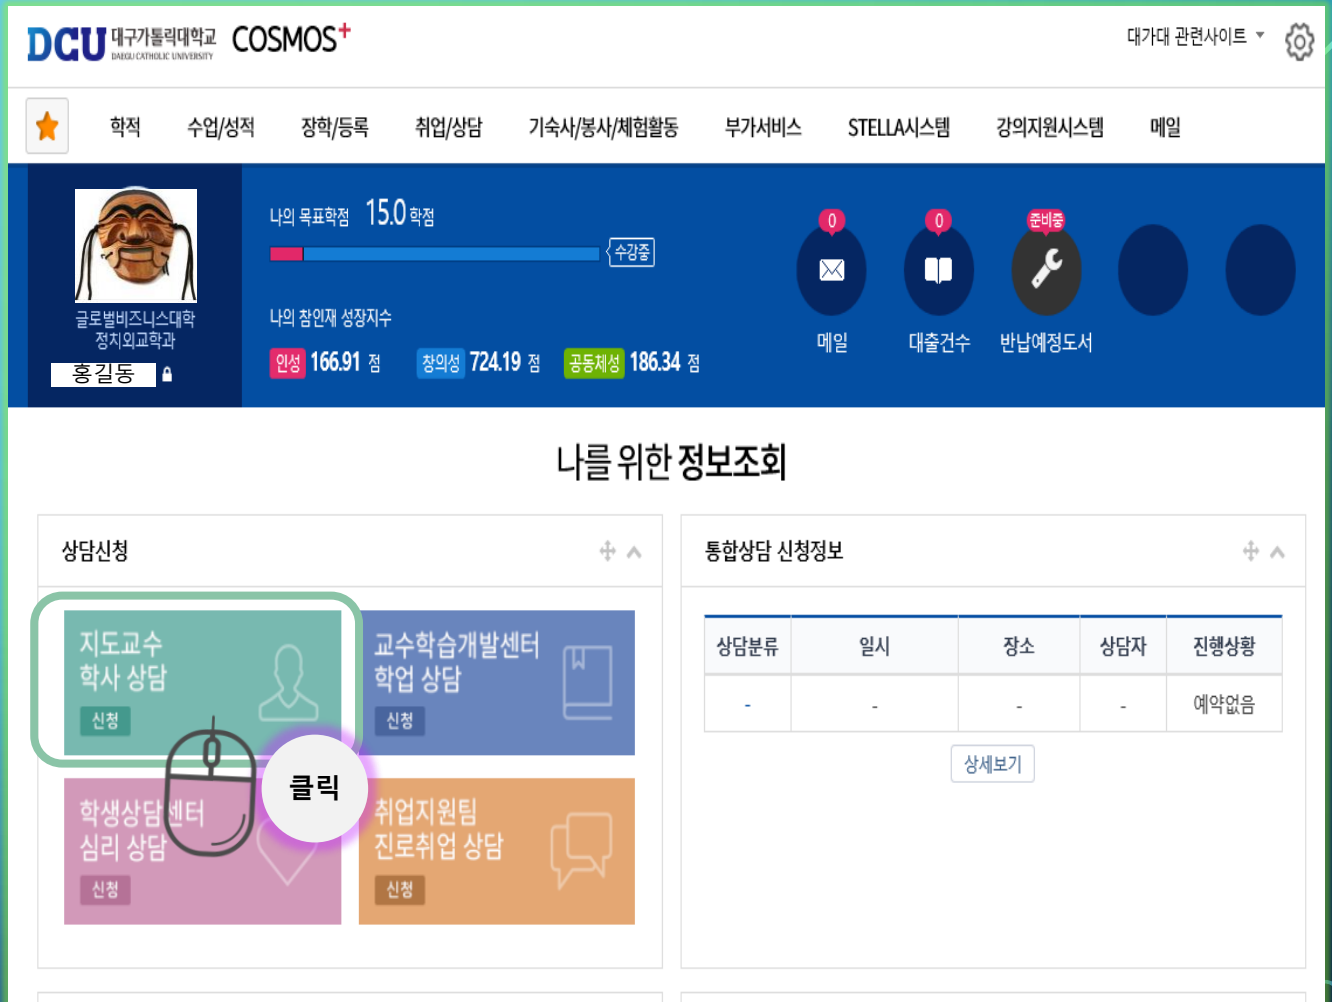 DCU 대구가톨릭대학교 COSMOS+
DAEGU CATHOLIC UNIVERSITY
대가대 관련사이트
학적 수업/성적 장학/등록 취업/상담 기숙사/봉사/체험활동 부가서비스 STELLA시스템 강의지원시스템 메일
글로벌비즈니스대학
정치외교학과
홍길동
나의 목표학점 15.0 학점
수강중
나의 참인재 성장지수
인성 166.91 점 창의성 724.19 점 공동체성 186.34 점
0 0 준비중
메일 대출건수 반납예정도서
나를 위한 정보조회
상담신청
지도교수
학사 상담
신청
교수학습개발센터
학업 상담
신청
클릭
학생상담센터
심리 상담
신청
취업지원팀
진로취업 상담
신청
통합상담 신청정보
상담분류 일시 장소 상담자 진행상황
- - - - 예약없음
상세보기